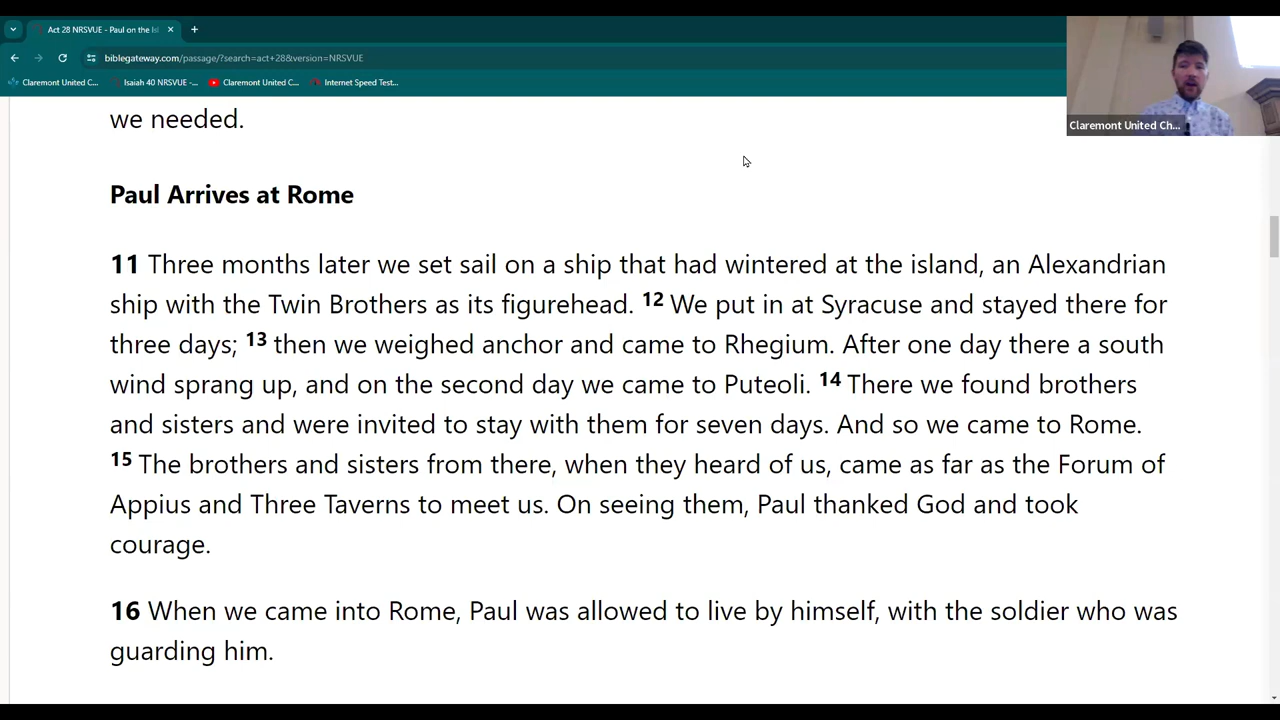 Act 28 NRSVUE - Paul on the Isl
biblegateway.com/passage/?search=act+28&version=NRSVUE
Claremont United C... Isaiah 40 NRSVUE -... Claremont United C... Internet Speed Test...
Claremont United Ch...
we needed.
Paul Arrives at Rome
11 Three months later we set sail on a ship that had wintered at the island, an Alexandrian
ship with the Twin Brothers as its figurehead. 12 We put in at Syracuse and stayed there for
three days; 13 then we weighed anchor and came to Rhegium. After one day there a south
wind sprang up, and on the second day we came to Puteoli. 14 There we found brothers
and sisters and were invited to stay with them for seven days. And so we came to Rome.
15 The brothers and sisters from there, when they heard of us, came as far as the Forum of
Appius and Three Taverns to meet us. On seeing them, Paul thanked God and took
courage.
16 When we came into Rome, Paul was allowed to live by himself, with the soldier who was
guarding him.